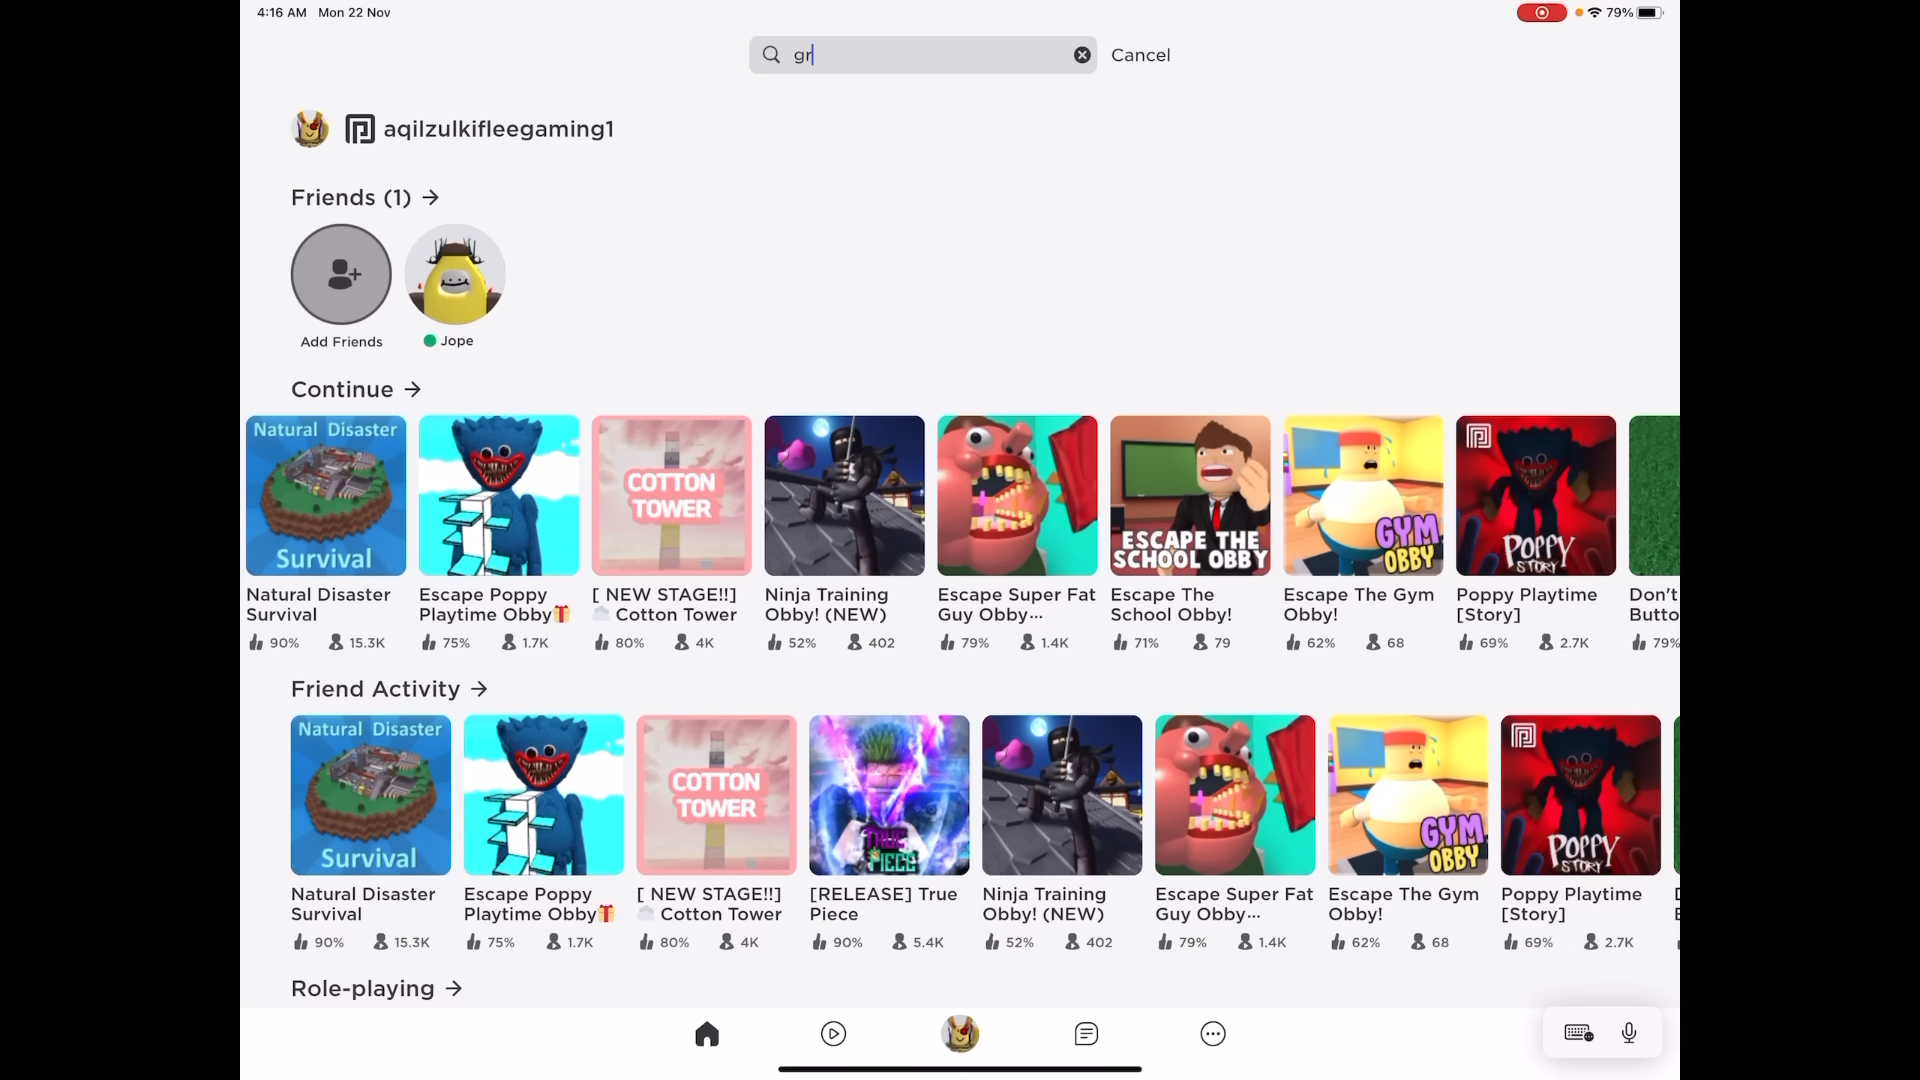 4:16 AM Mon 22 Nov
79%
gr
Cancel
aqilzulkifleegaming1
Friends (1) →
Add Friends
Jope
Continue →
Natural Disaster
Survival
COTTON
TOWER
ESCAPE THE
SCHOOL OBBY
GYM
OBBY
POPPY
STORY
Natural Disaster
Survival
90% 15.3K
Escape Poppy
Playtime Obby🎁
75% 1.7K
[ NEW STAGE!!]
☁️ Cotton Tower
80% 4K
Ninja Training
Obby! (NEW)
52% 402
Escape Super Fat
Guy Obby...
79% 1.4K
Escape The
School Obby!
71% 79
Escape The Gym
Obby!
62% 68
Poppy Playtime
[Story]
69% 2.7K
Don't
Butto
79%
Friend Activity →
Natural Disaster
Survival
COTTON
TOWER
TRUE
PIECE
GYM
OBBY
POPPY
STORY
Natural Disaster
Survival
90% 15.3K
Escape Poppy
Playtime Obby🎁
75% 1.7K
[ NEW STAGE!!]
☁️ Cotton Tower
80% 4K
[RELEASE] True
Piece
90% 5.4K
Ninja Training
Obby! (NEW)
52% 402
Escape Super Fat
Guy Obby...
79% 1.4K
Escape The Gym
Obby!
62% 68
Poppy Playtime
[Story]
69% 2.7K
Role-playing →